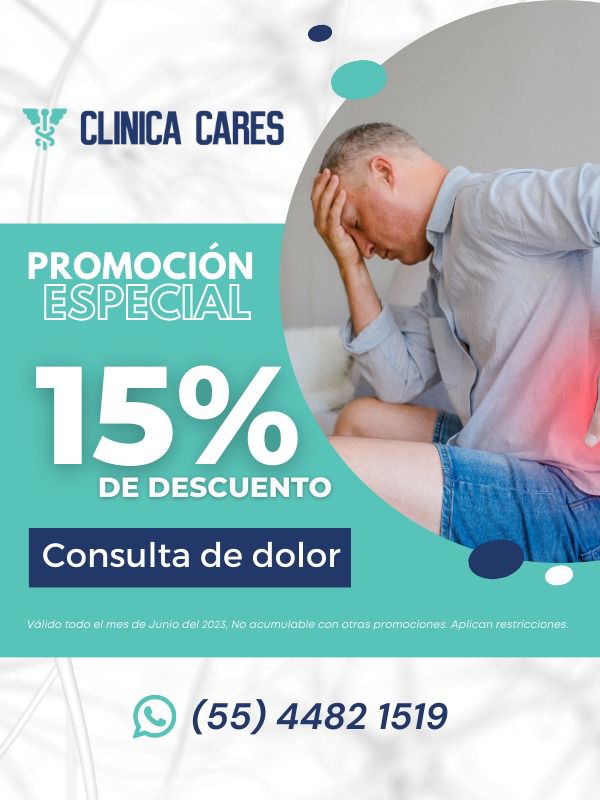 CLINICA CARES
PROMOCIÓN
ESPECIAL
15%
DE DESCUENTO
Consulta de dolor
Válido todo el mes de Junio del 2023, No acumulable con otras promociones. Aplican restricciones.
(55) 4482 1519